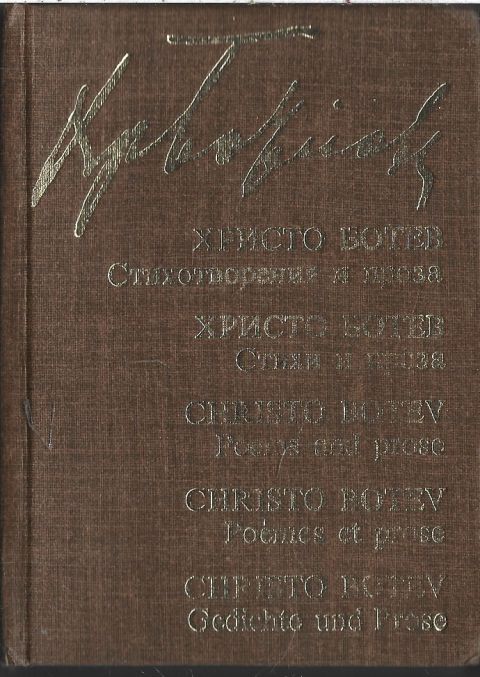 ХРИСТО БОТЕВ
Стихотворения и проза
ХРИСТО БОТЕВ
Стихи и проза
CHRISTO BOTEV
Poems and prose
CHRISTO BOTEV
Poèmes et prose
CHRISTO BOTEV
Gedichte und Prose